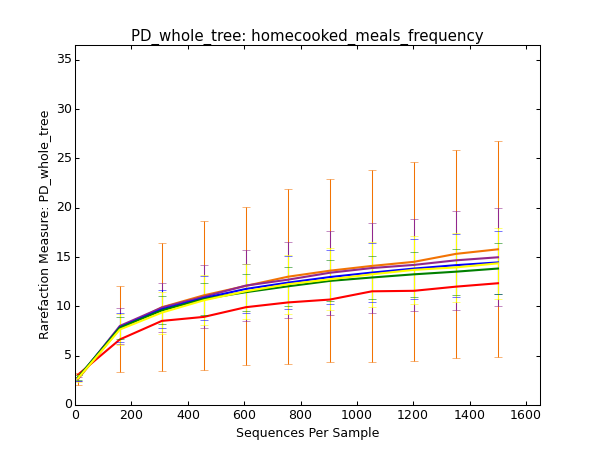 PD_whole_tree: homecooked_meals_frequency
Rarefaction Measure: PD_whole_tree
35
30
25
20
15
10
5
0
0 200 400 600 800 1000 1200 1400 1600
Sequences Per Sample